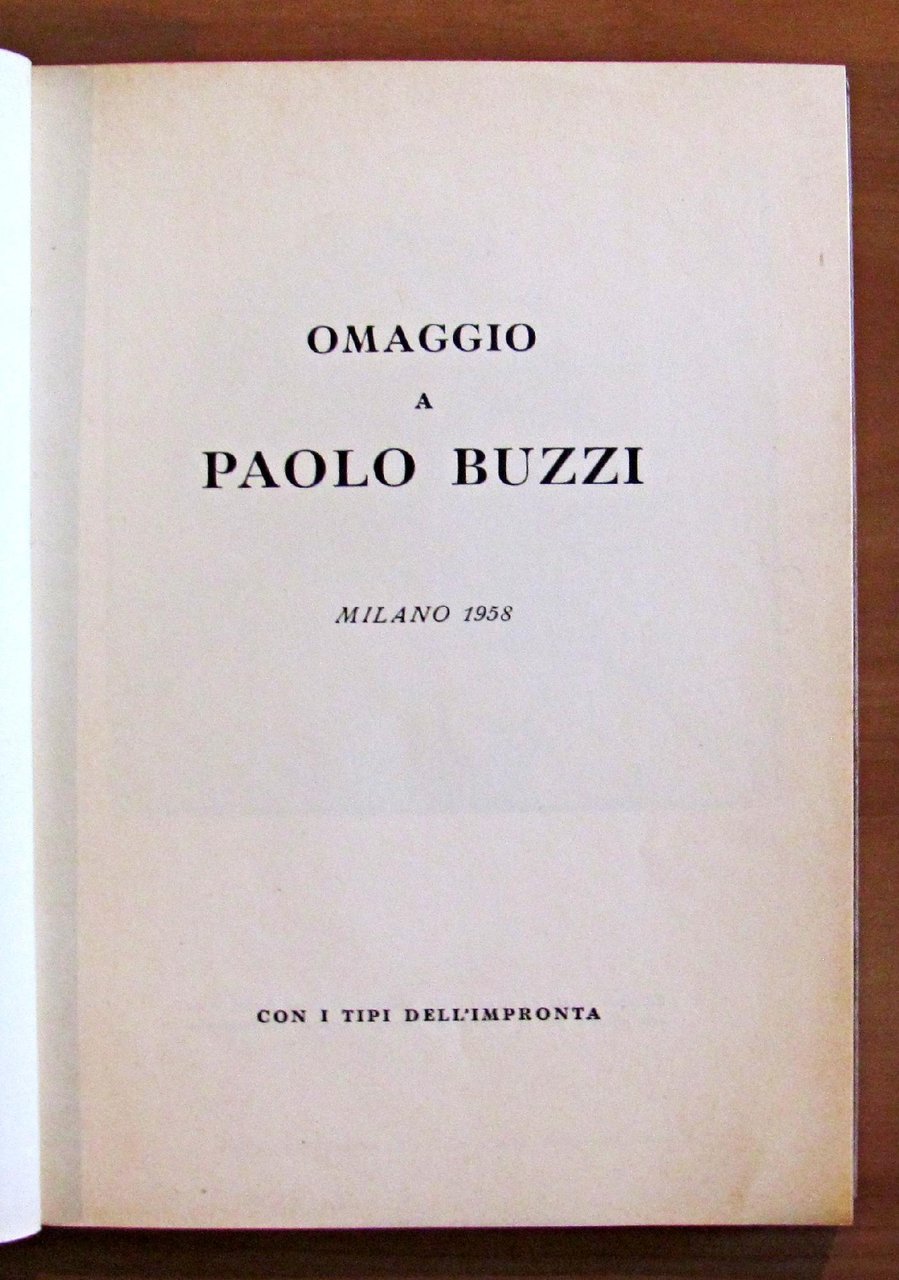 OMAGGIO
A
PAOLO BUZZI
MILANO 1958
CON I TIPI DELL'IMPRONTA